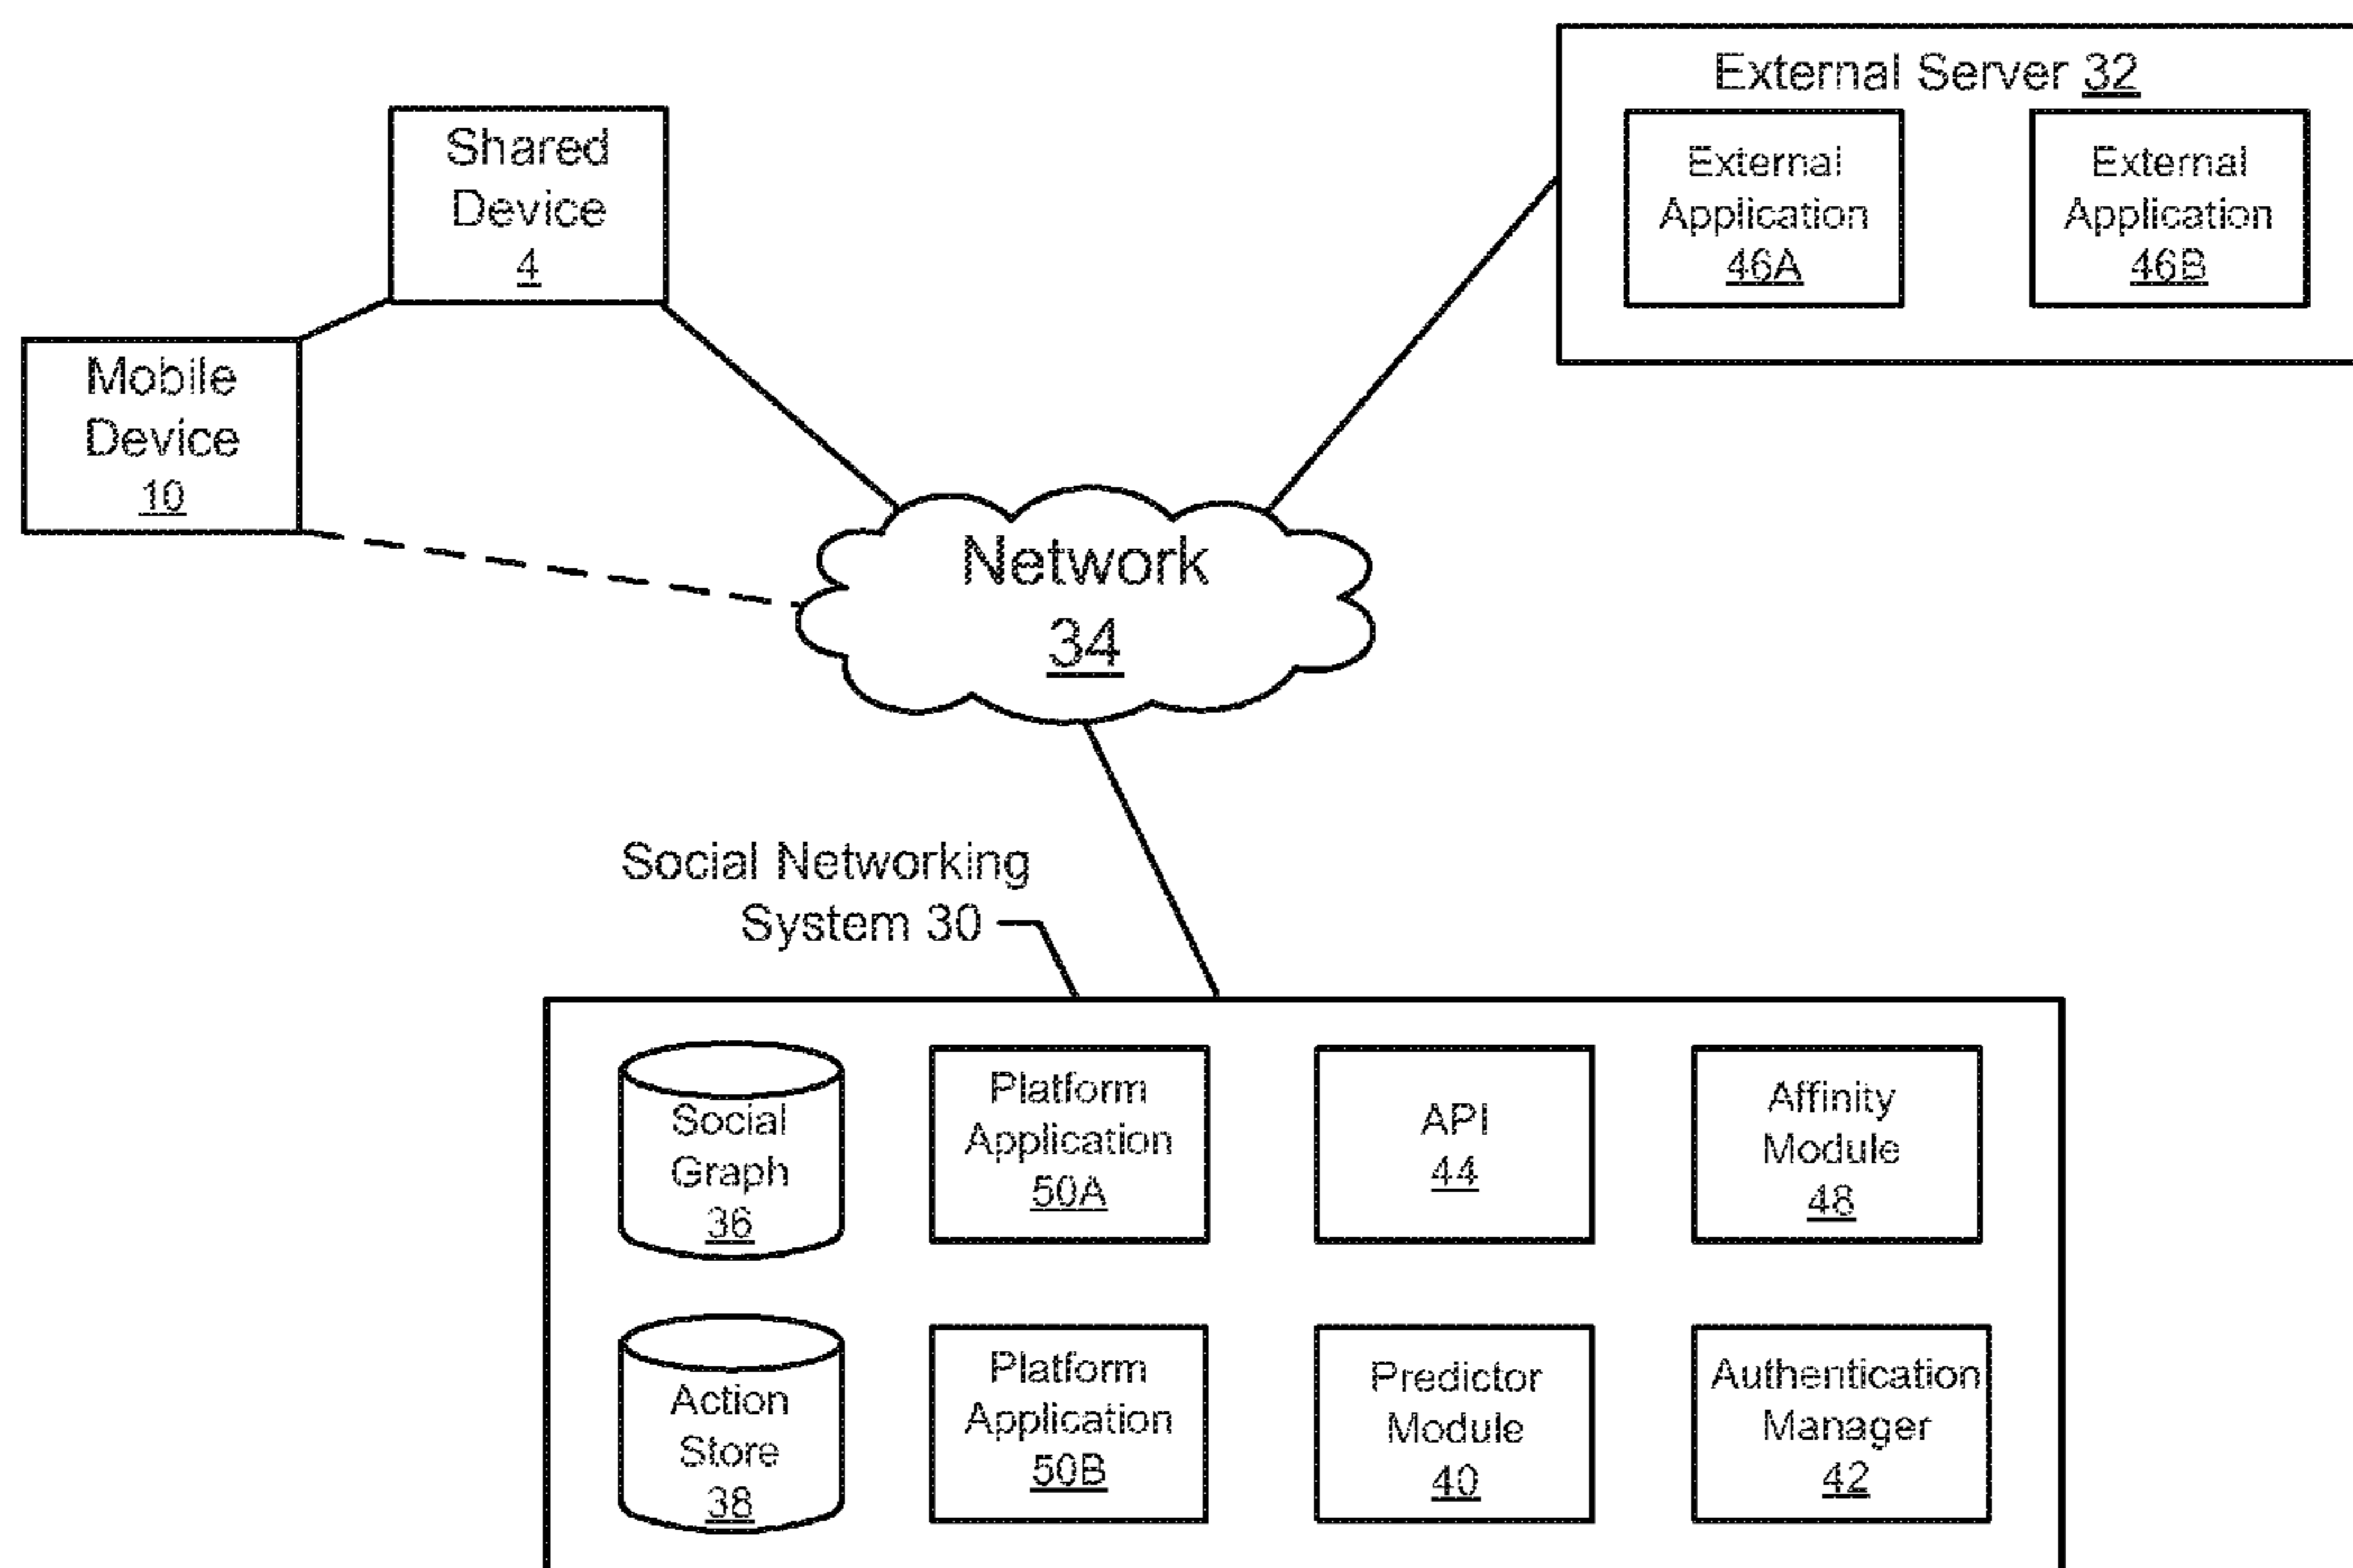 External Server 32
External
Application
46A
External
Application
46B
Shared
Device
4
Mobile
Device
10
Network
34
Social Networking
System 30
Social
Graph
36
Platform
Application
50A
API
44
Affinity
Module
48
Action
Store
38
Platform
Application
50B
Predictor
Module
40
Authentication
Manager
42